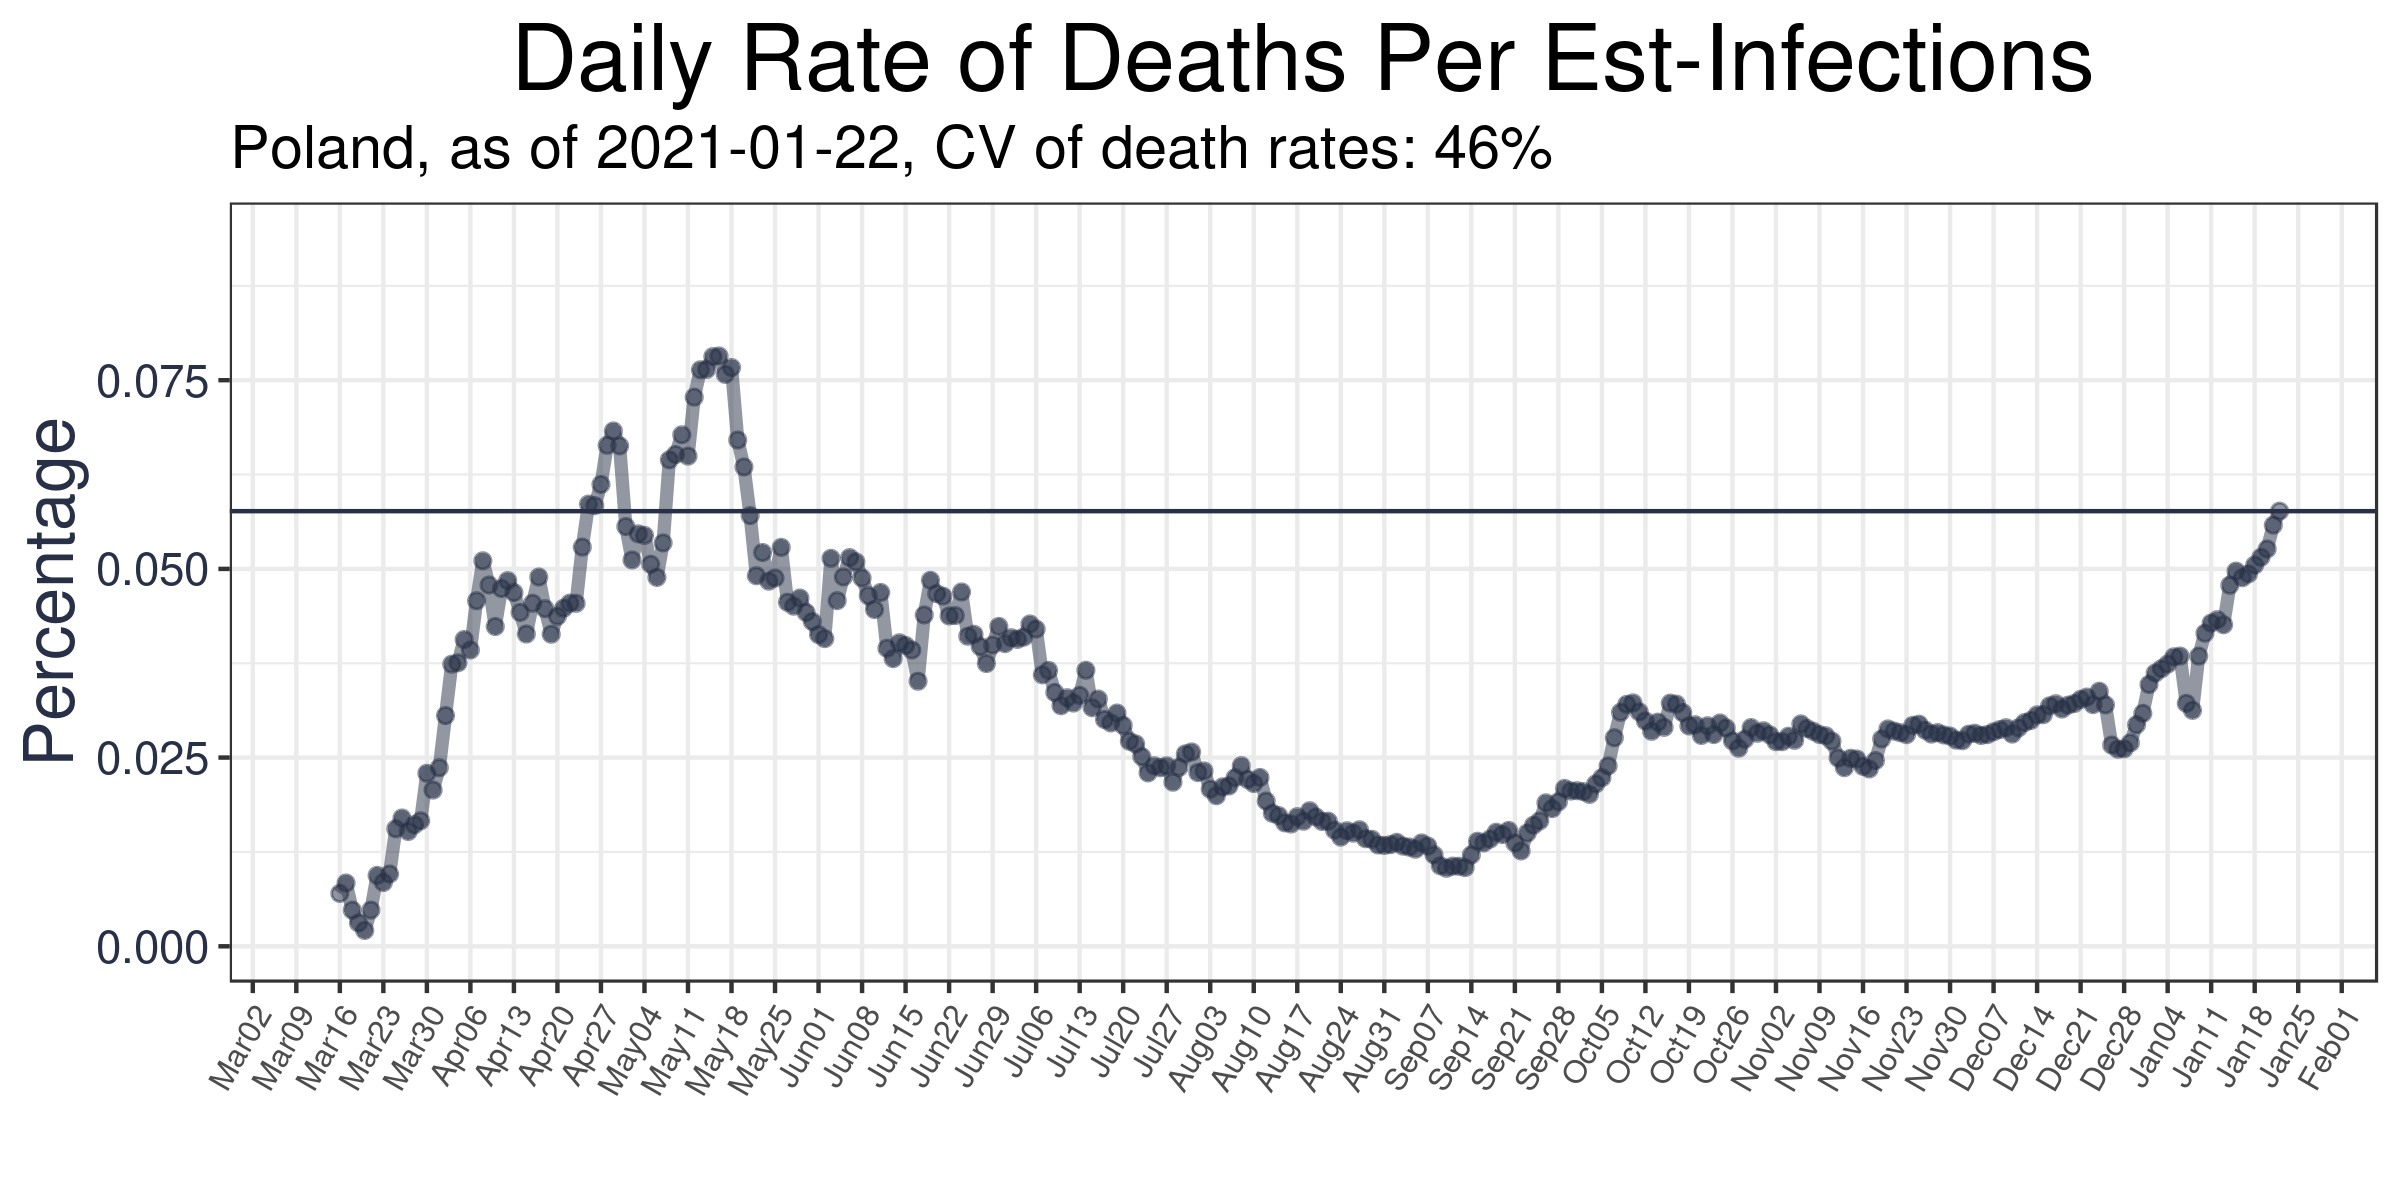 Daily Rate of Deaths Per Est-Infections
Poland, as of 2021-01-22, CV of death rates: 46%
Percentage
0.075
0.050
0.025
0.000
Mar02 Mar09 Mar16 Mar23 Mar30 Apr06 Apr13 Apr20 Apr27 May04 May11 May18 May25 Jun01 Jun08 Jun15 Jun22 Jun29 Jul06 Jul13 Jul20 Jul27 Aug03 Aug10 Aug17 Aug24 Aug31 Sep07 Sep14 Sep21 Sep28 Oct05 Oct12 Oct19 Oct26 Nov02 Nov09 Nov16 Nov23 Nov30 Dec07 Dec14 Dec21 Dec28 Jan04 Jan11 Jan18 Jan25 Feb01